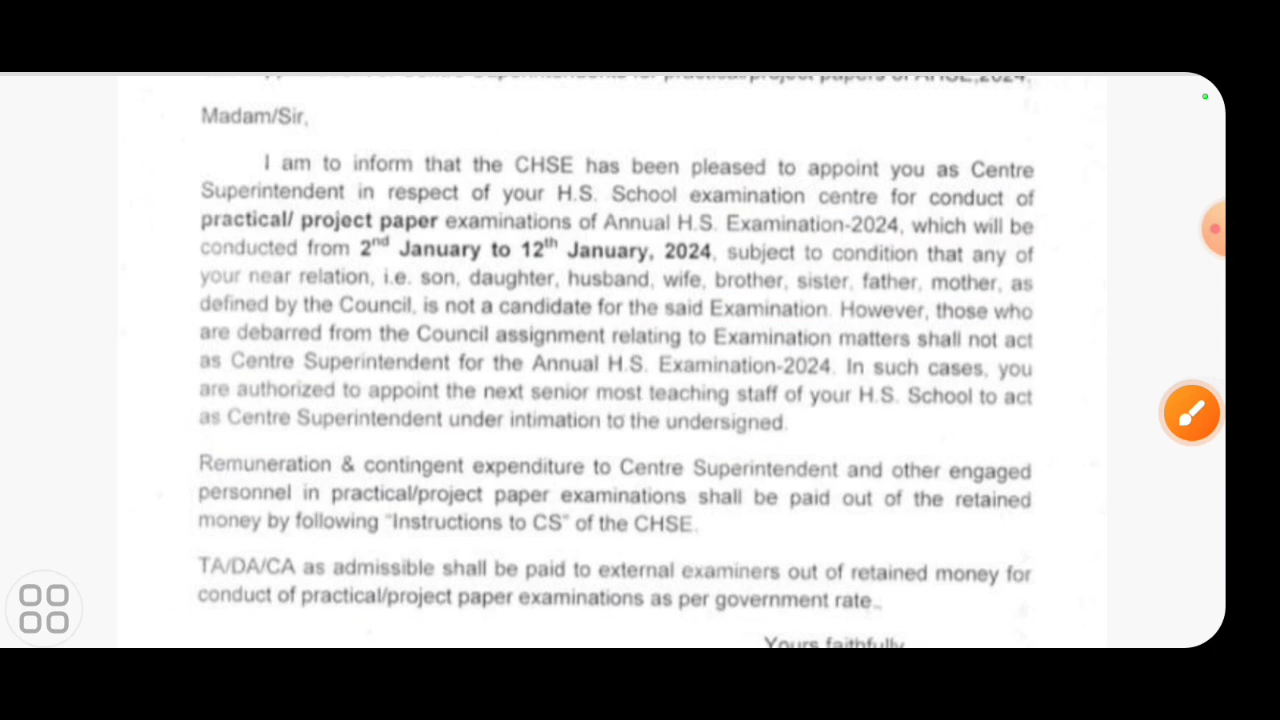 practical/project papers of AHSE,2024.
Madam/Sir,
I am to inform that the CHSE has been pleased to appoint you as Centre
Superintendent in respect of your H.S. School examination centre for conduct of
practical/ project paper examinations of Annual H.S. Examination-2024, which will be
conducted from 2nd January to 12th January, 2024, subject to condition that any of
your near relation, i.e. son, daughter, husband, wife, brother, sister, father, mother, as
defined by the Council, is not a candidate for the said Examination. However, those who
are debarred from the Council assignment relating to Examination matters shall not act
as Centre Superintendent for the Annual H.S. Examination-2024. In such cases, you
are authorized to appoint the next senior most teaching staff of your H.S. School to act
as Centre Superintendent under intimation to the undersigned.
Remuneration & contingent expenditure to Centre Superintendent and other engaged
personnel in practical/project paper examinations shall be paid out of the retained
money by following "Instructions to CS" of the CHSE.
TA/DA/CA as admissible shall be paid to external examiners out of retained money for
conduct of practical/project paper examinations as per government rate.
Yours faithfully